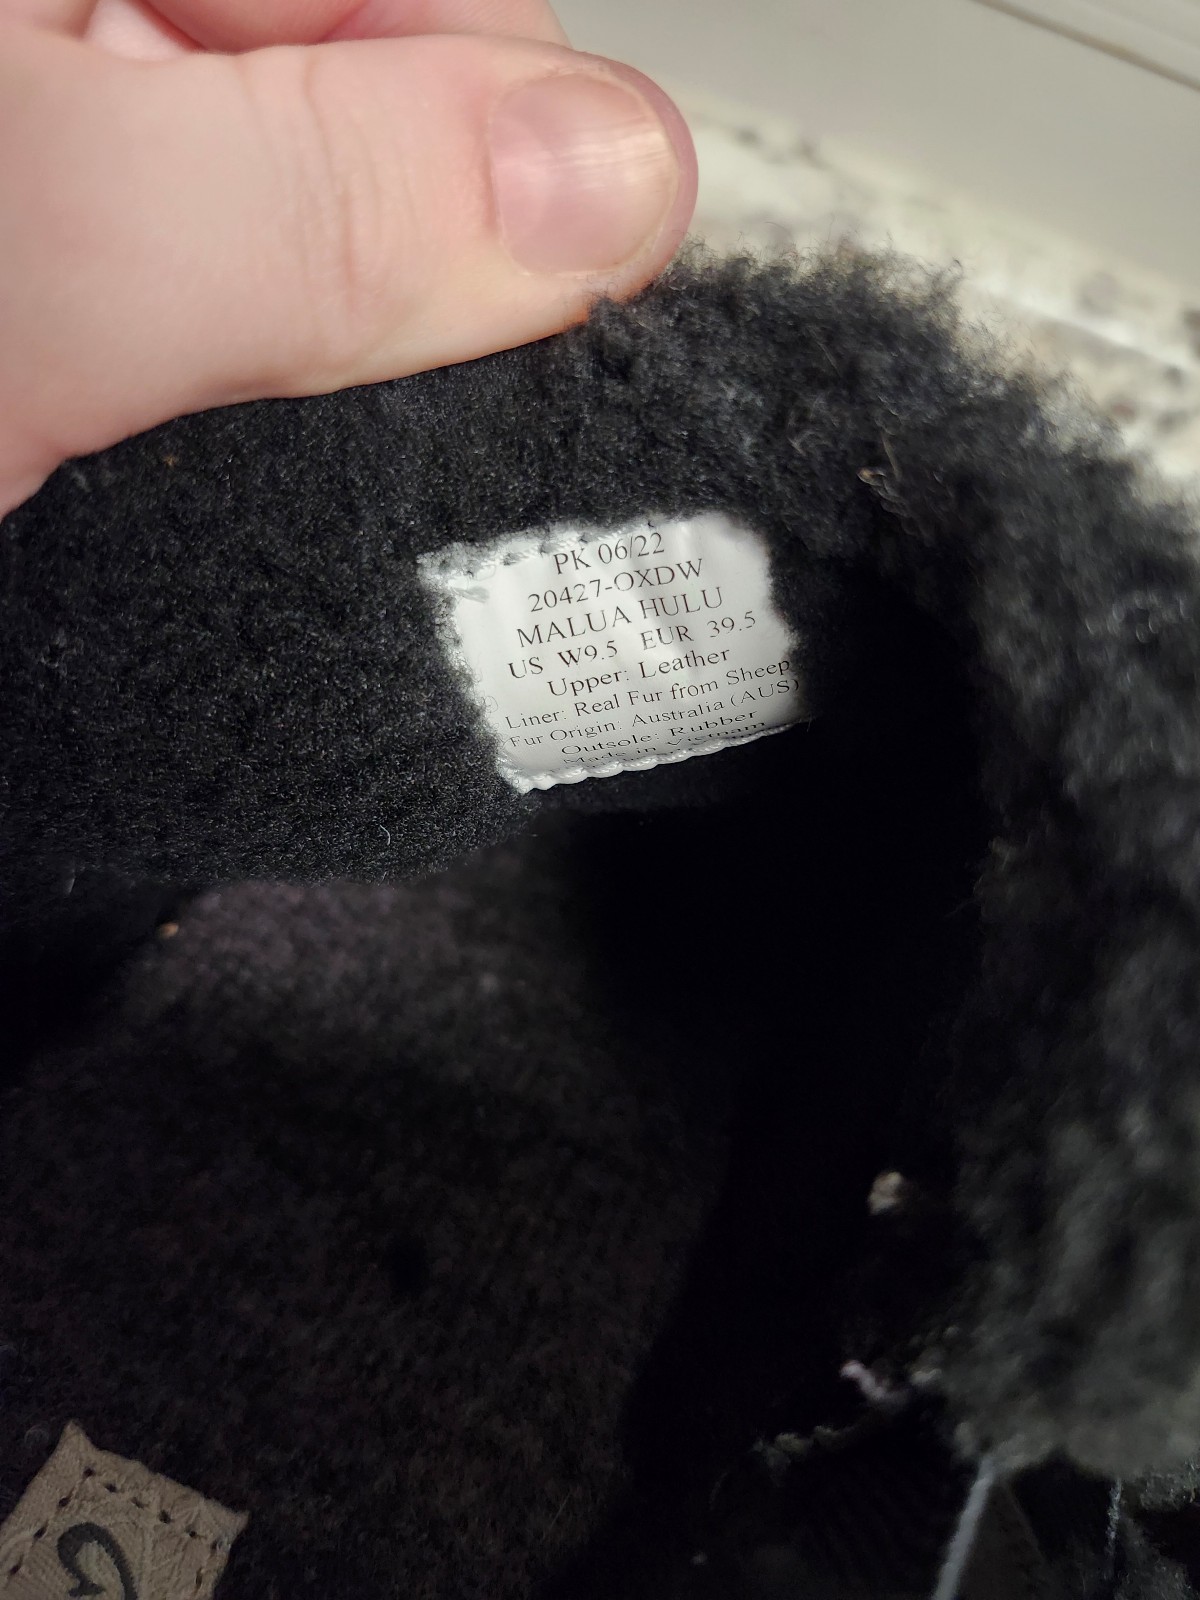 PK 06/22
20427-OXDW
MALUA HULU
US W9.5 EUR 39.5
Upper: Leather
Liner: Real Fur from Sheep
Fur Origin: Australia (AUS)
Outsole: Rubber
Made in Vietnam